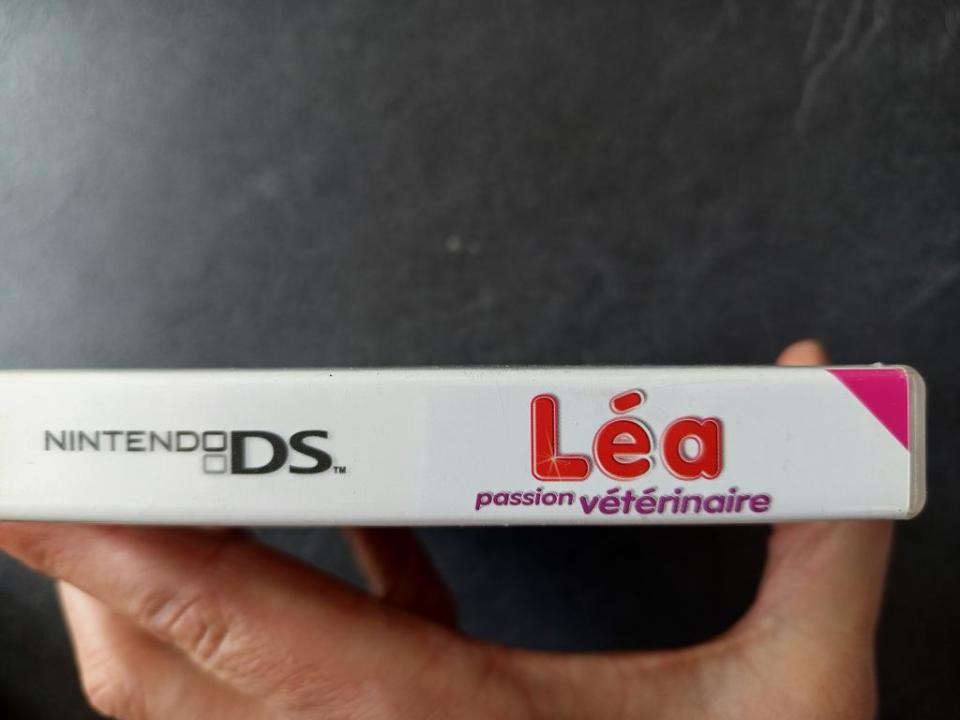 NINTENDO DS™
Léa
passion vétérinaire